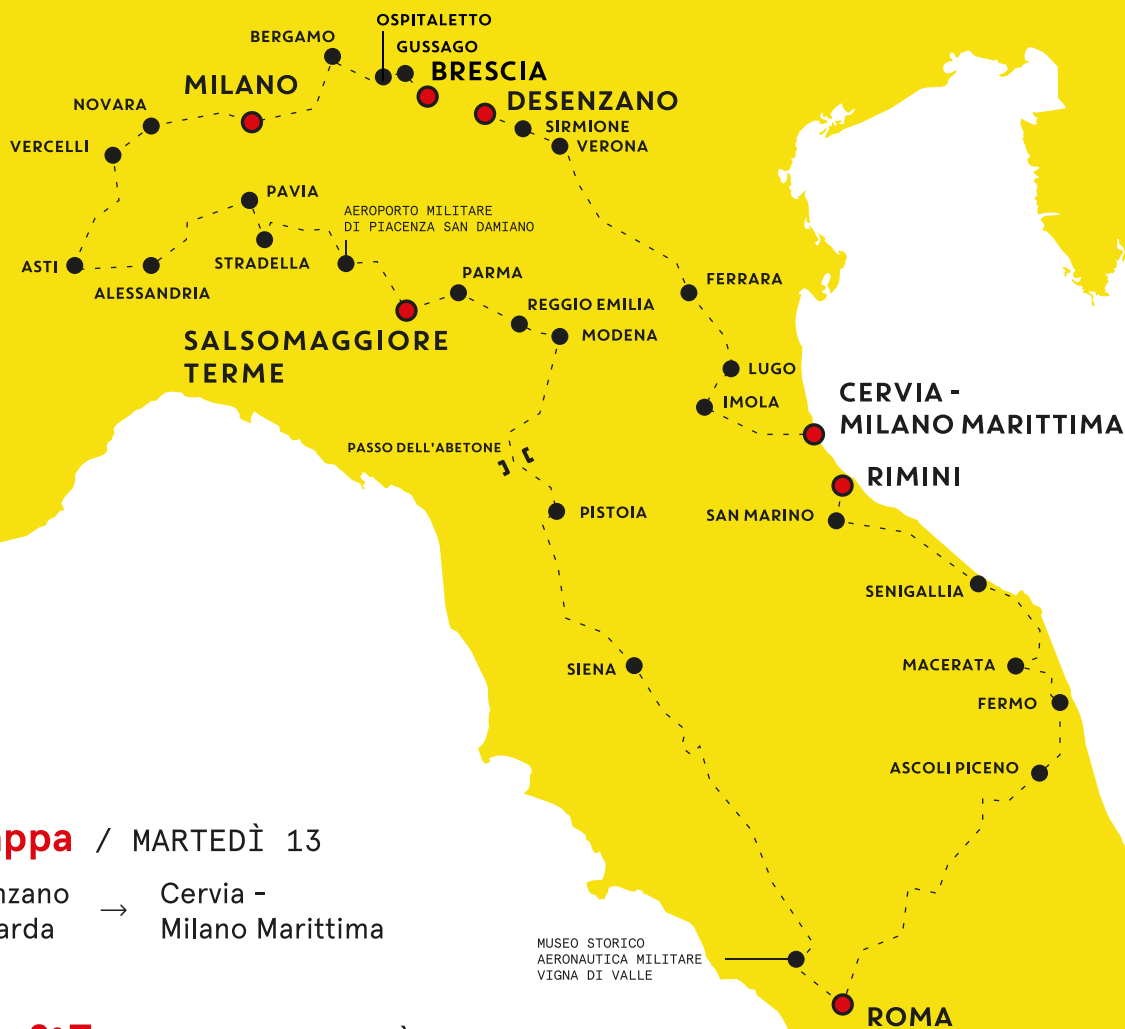 OSPITALETTO
BERGAMO
GUSSAGO
BRESCIA
MILANO
DESENZANO
NOVARA
SIRMIONE
VERCELLI
VERONA
PAVIA
AEROPORTO MILITARE
DI PIACENZA SAN DAMIANO
ASTI
STRADELLA
ALESSANDRIA
PARMA
FERRARA
REGGIO EMILIA
MODENA
SALSOMAGGIORE
TERME
LUGO
IMOLA
CERVIA -
MILANO MARITTIMA
PASSO DELL'ABETONE
RIMINI
PISTOIA
SAN MARINO
SENIGALLIA
SIENA
MACERATA
FERMO
ASCOLI PICENO
appa / MARTEDÌ 13
nzano → Cervia -
arda Milano Marittima
MUSEO STORICO
AERONAUTICA MILITARE
VIGNA DI VALLE
ROMA